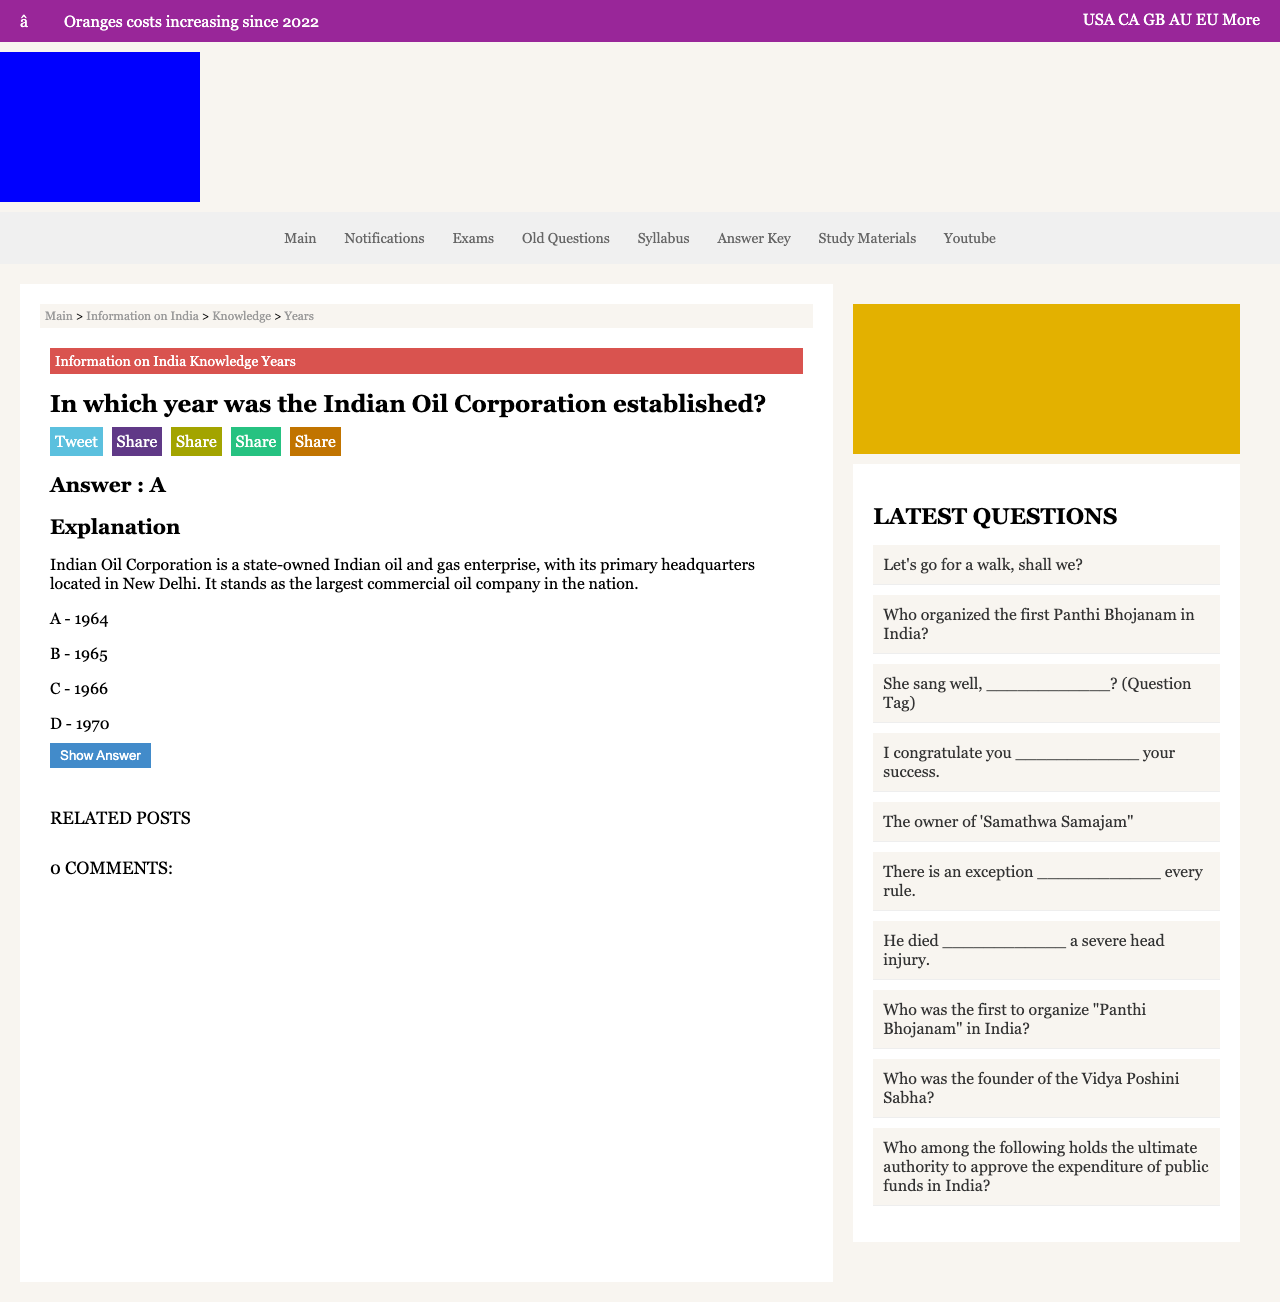 â Oranges costs increasing since 2022
USA CA GB AU EU More
Main Notifications Exams Old Questions Syllabus Answer Key Study Materials Youtube
Main > Information on India > Knowledge > Years
Information on India Knowledge Years
In which year was the Indian Oil Corporation established?
Tweet Share Share Share Share
Answer : A
Explanation
Indian Oil Corporation is a state-owned Indian oil and gas enterprise, with its primary headquarters
located in New Delhi. It stands as the largest commercial oil company in the nation.
A - 1964
B - 1965
C - 1966
D - 1970
Show Answer
RELATED POSTS
0 COMMENTS:
LATEST QUESTIONS
Let's go for a walk, shall we?
Who organized the first Panthi Bhojanam in
India?
She sang well, _____________? (Question
Tag)
I congratulate you _____________ your
success.
The owner of 'Samathwa Samajam"
There is an exception _____________ every
rule.
He died _____________ a severe head
injury.
Who was the first to organize "Panthi
Bhojanam" in India?
Who was the founder of the Vidya Poshini
Sabha?
Who among the following holds the ultimate
authority to approve the expenditure of public
funds in India?